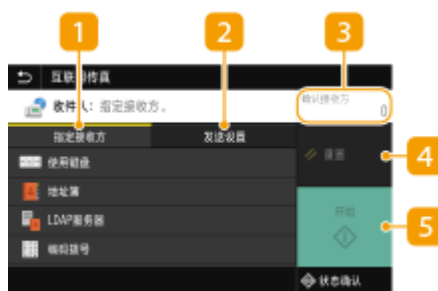 1
2
3
互联网传真
收件人: 指定接收方。
确认接收方
0
指定接收方
发送设置
重置
4
使用键盘
地址簿
LDAP服务器
编码拨号
开始
5
状态确认